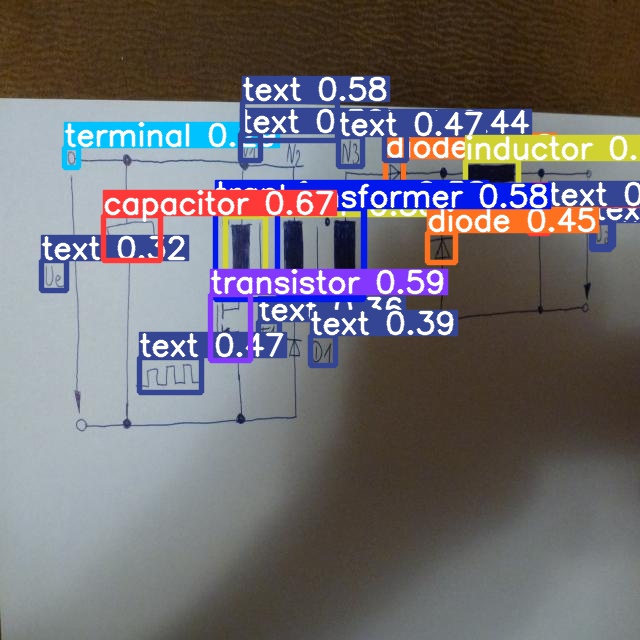 text 0.58
text 0.
text 0.47
.44
terminal 0.
N2
N3
diode
inductor 0.
capacitor 0.67
sformer 0.58
text 0
diode 0.45
text 0.32
Ue
transistor 0.59
text 0.36
text 0.39
text 0.47
D1